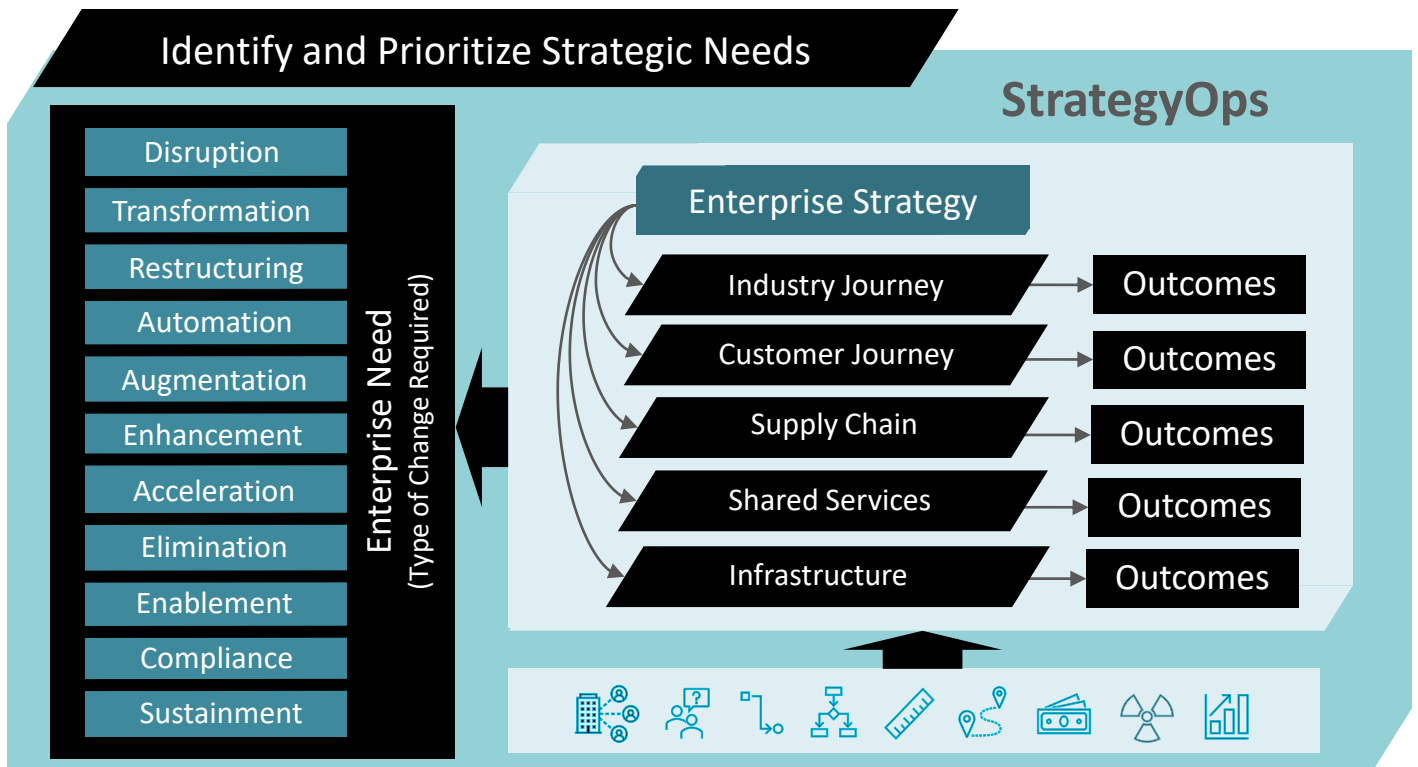 Identify and Prioritize Strategic Needs
StrategyOps
Disruption
Transformation
Restructuring
Automation
Augmentation
Enhancement
Acceleration
Elimination
Enablement
Compliance
Sustainment
Enterprise Need
(Type of Change Required)
Enterprise Strategy
Industry Journey
Outcomes
Customer Journey
Outcomes
Supply Chain
Outcomes
Shared Services
Outcomes
Infrastructure
Outcomes
?